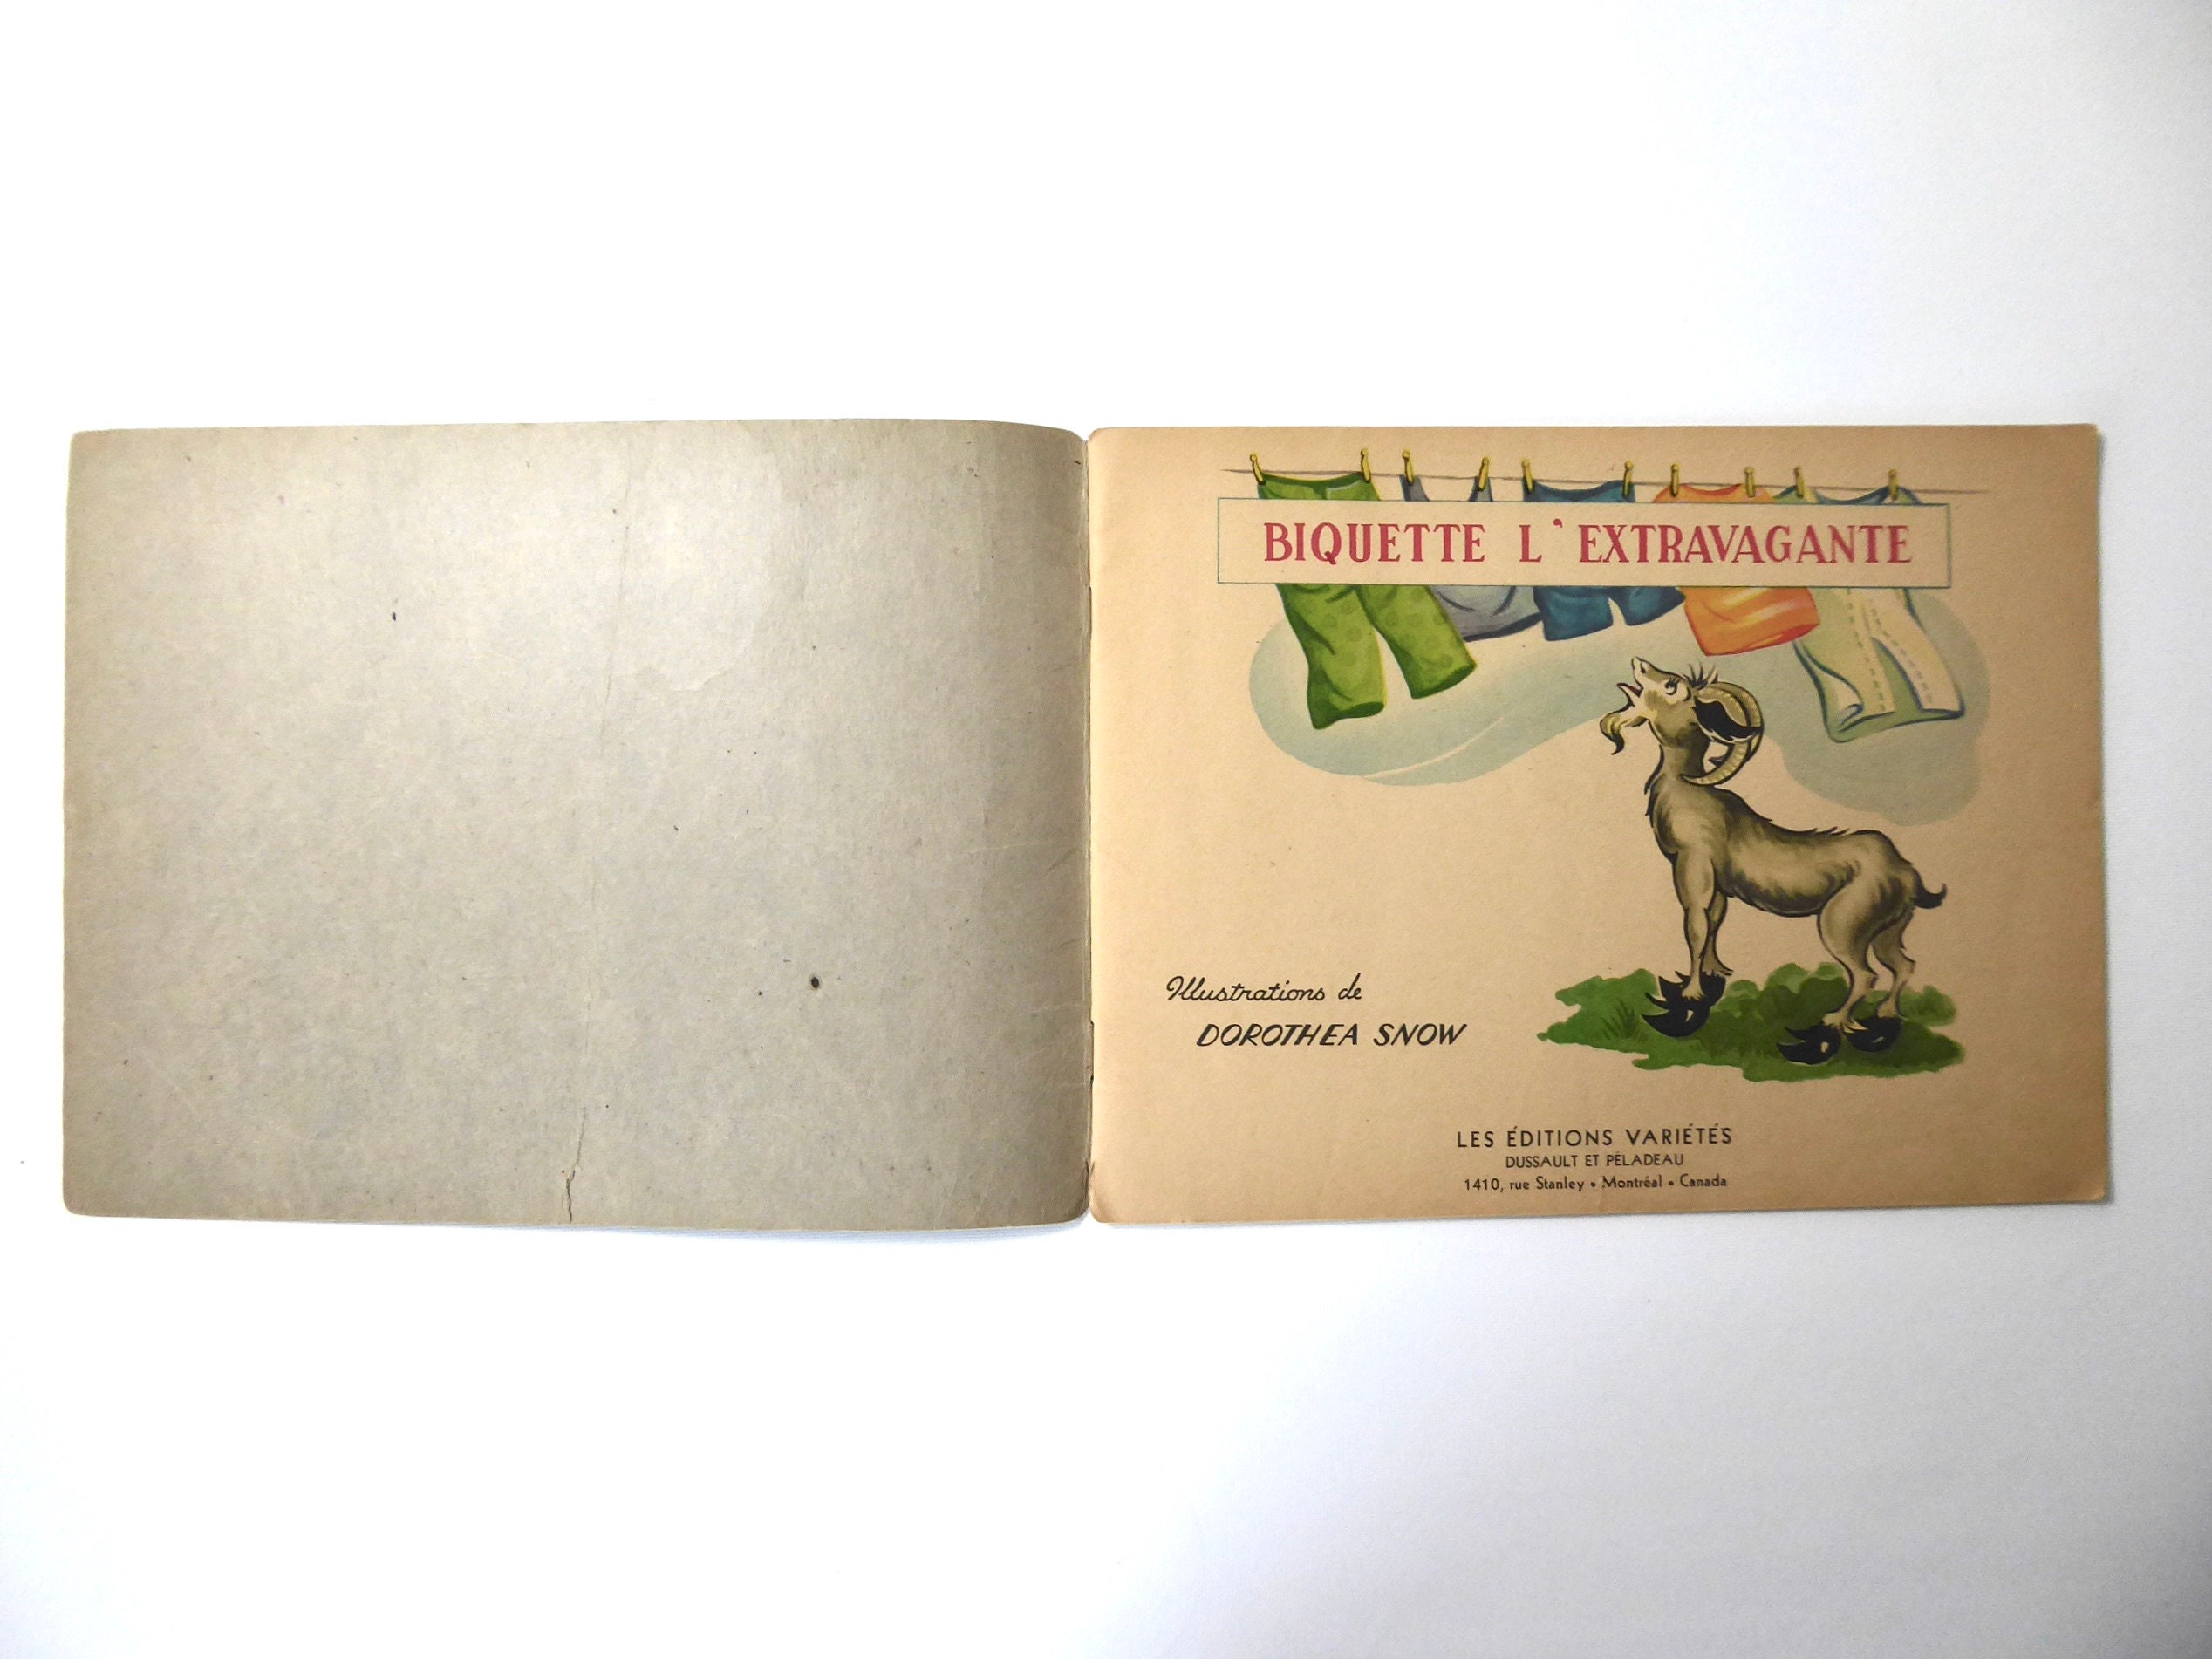 BIQUETTE L'EXTRAVAGANTE
Illustrations de
DOROTHEA SNOW
LES ÉDITIONS VARIÉTÉS
DUSSAULT ET PÉLADEAU
1410, rue Stanley • Montréal • Canada